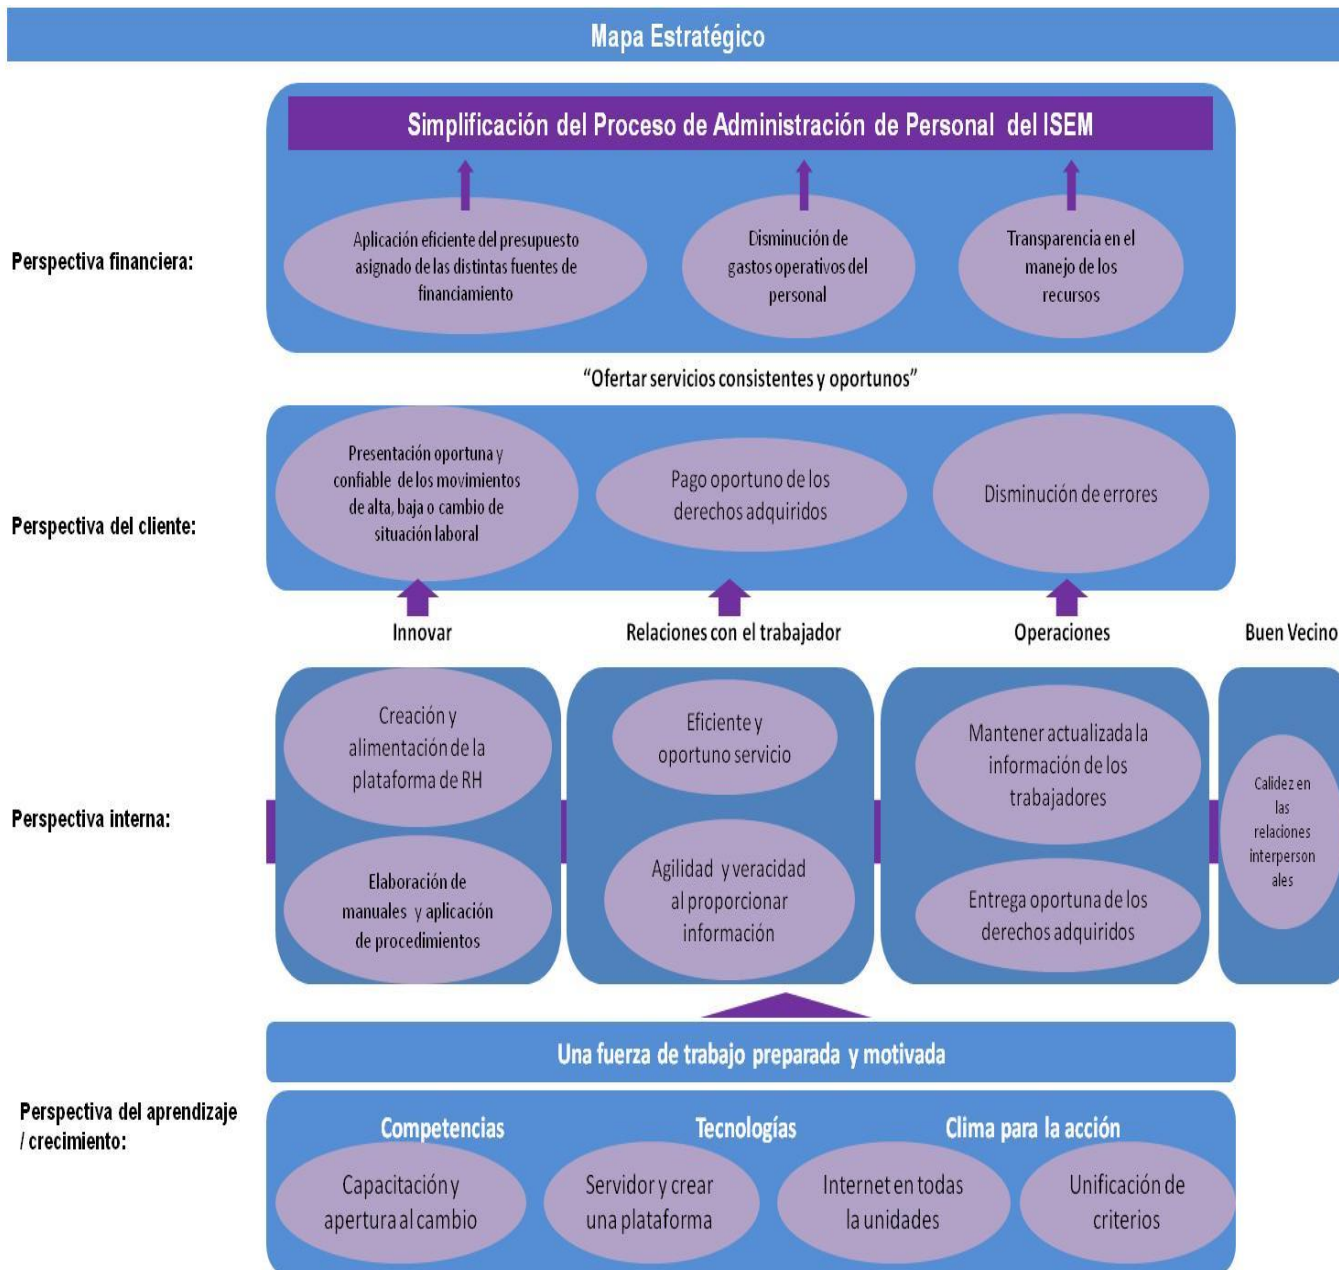 Mapa Estratégico
Simplificación del Proceso de Administración de Personal del ISEM
Perspectiva financiera:
Aplicación eficiente del presupuesto
asignado de las distintas fuentes de
financiamiento
Disminución de
gastos operativos del
personal
Transparencia en el
manejo de los
recursos
“Ofertar servicios consistentes y oportunos”
Perspectiva del cliente:
Presentación oportuna y
confiable de los movimientos
de alta, baja o cambio de
situación laboral
Pago oportuno de los
derechos adquiridos
Disminución de errores
Innovar
Relaciones con el trabajador
Operaciones
Buen Vecino
Perspectiva interna:
Creación y
alimentación de la
plataforma de RH
Elaboración de
manuales y aplicación
de procedimientos
Eficiente y
oportuno servicio
Agilidad y veracidad
al proporcionar
información
Mantener actualizada la
información de los
trabajadores
Entrega oportuna de los
derechos adquiridos
Calidez en
las
relaciones
interperson
ales
Una fuerza de trabajo preparada y motivada
Perspectiva del aprendizaje
/ crecimiento:
Competencias
Tecnologías
Clima para la acción
Capacitación y
apertura al cambio
Servidor y crear
una plataforma
Internet en todas
la unidades
Unificación de
criterios